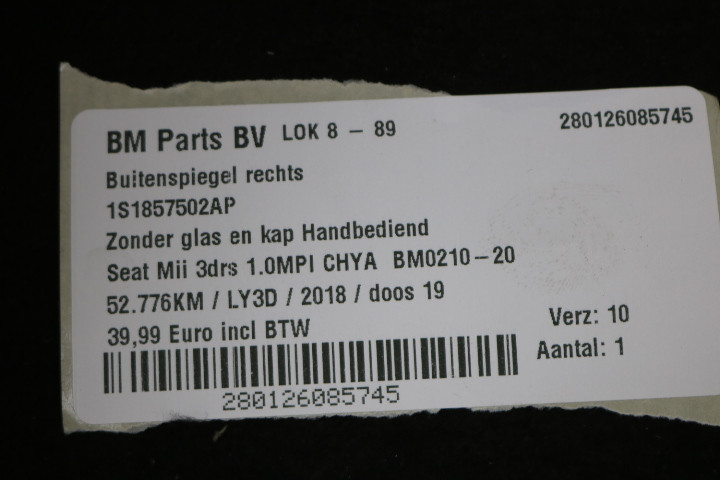 BM Parts BV LOK 8 - 89 280126085745
Buitenspiegel rechts
1S1857502AP
Zonder glas en kap Handbediend
Seat Mii 3drs 1.0MPI CHYA BM0210-20
52.776KM / LY3D / 2018 / doos 19
39,99 Euro incl BTW
Verz: 10
Aantal: 1
280126085745